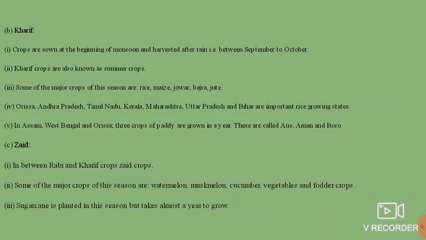 (b) Kharif:
(i) Crops are sown at the beginning of monsoon and harvested after rain i.e. between September to October.
(ii) Kharif crops are also known as summer crops.
(iii) Some of the major crops of this season are: rice, maize, jowar, bajra, jute.
(iv) Orissa, Andhra Pradesh, Tamil Nadu, Kerala, Maharashtra, Uttar Pradesh and Bihar are important rice growing states.
(v) In Assam, West Bengal and Orissa; three crops of paddy are grown in a year. These are called Aus, Aman and Boro.
(c) Zaid:
(i) In between Rabi and Kharif crops zaid crops.
(ii) Some of the major crops of this season are: watermelon, muskmelon, cucumber, vegetables and fodder crops.
(iii) Sugarcane is planted in this season but takes almost a year to grow.
V RECORDER